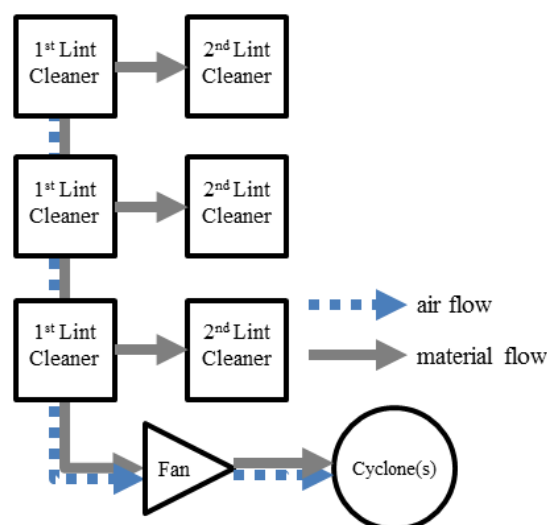 1st Lint
Cleaner
2nd Lint
Cleaner
1st Lint
Cleaner
2nd Lint
Cleaner
1st Lint
Cleaner
2nd Lint
Cleaner
air flow
material flow
Fan
Cyclone(s)